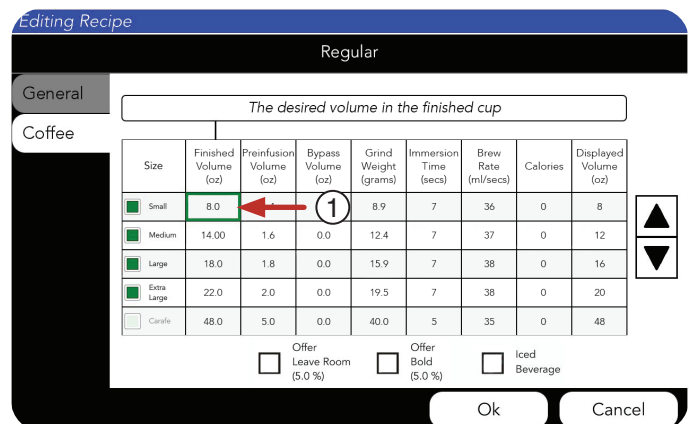 Editing Recipe
Regular
General
Coffee
The desired volume in the finished cup
Size Finished Volume (oz) Preinfusion Volume (oz) Bypass Volume (oz) Grind Weight (grams) Immersion Time (secs) Brew Rate (ml/secs) Calories Displayed Volume (oz)
Small 8.0 1 8.9 7 36 0 8
Medium 14.00 1.6 0.0 12.4 7 37 0 12
Large 18.0 1.8 0.0 15.9 7 38 0 16
Extra Large 22.0 2.0 0.0 19.5 7 38 0 20
Carafe 48.0 5.0 0.0 40.0 5 35 0 48
Offer Leave Room (5.0 %)
Offer Bold (5.0 %)
Iced Beverage
Ok
Cancel